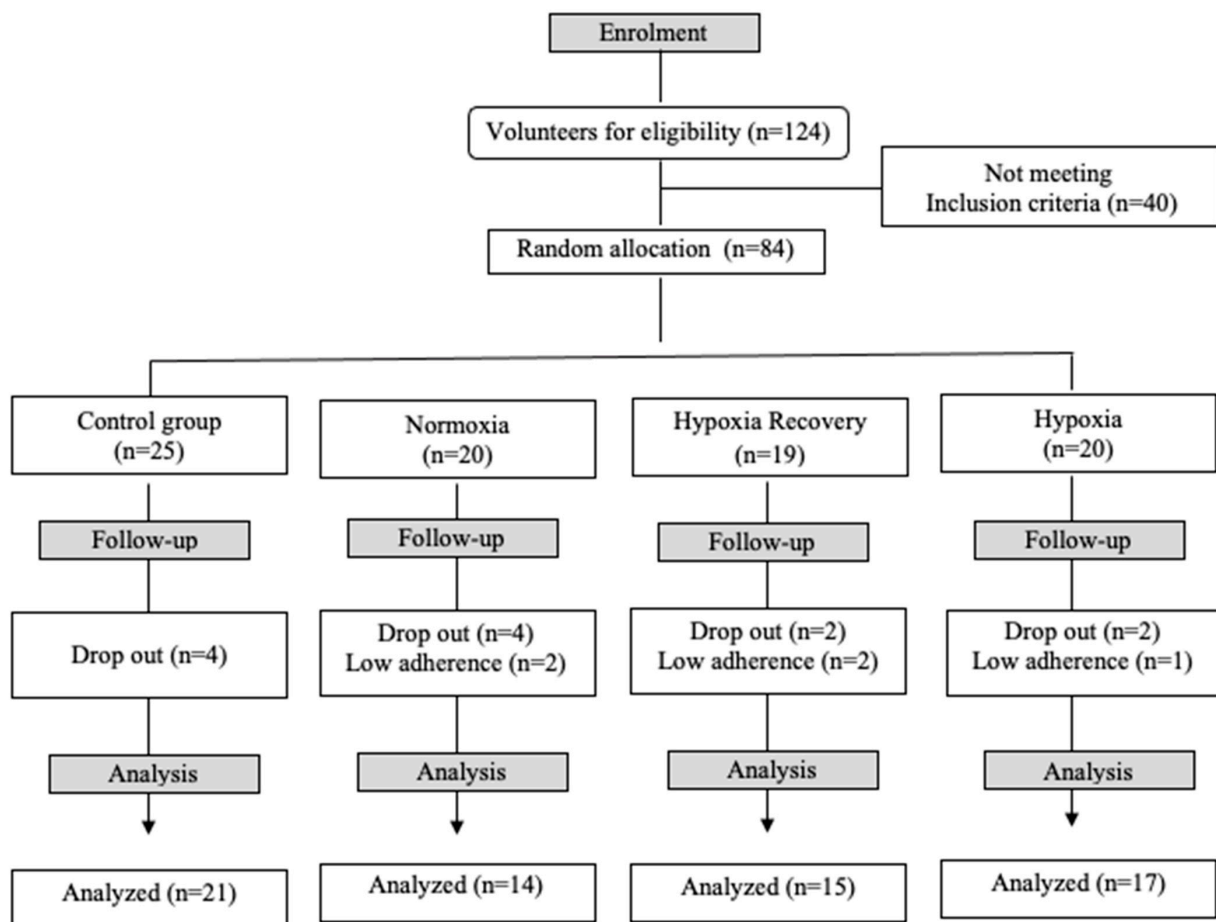 Enrolment
Volunteers for eligibility (n=124)
Not meeting
Inclusion criteria (n=40)
Random allocation (n=84)
Control group
(n=25)
Normoxia
(n=20)
Hypoxia Recovery
(n=19)
Hypoxia
(n=20)
Follow-up
Follow-up
Follow-up
Follow-up
Drop out (n=4)
Drop out (n=4)
Low adherence (n=2)
Drop out (n=2)
Low adherence (n=2)
Drop out (n=2)
Low adherence (n=1)
Analysis
Analysis
Analysis
Analysis
Analyzed (n=21)
Analyzed (n=14)
Analyzed (n=15)
Analyzed (n=17)